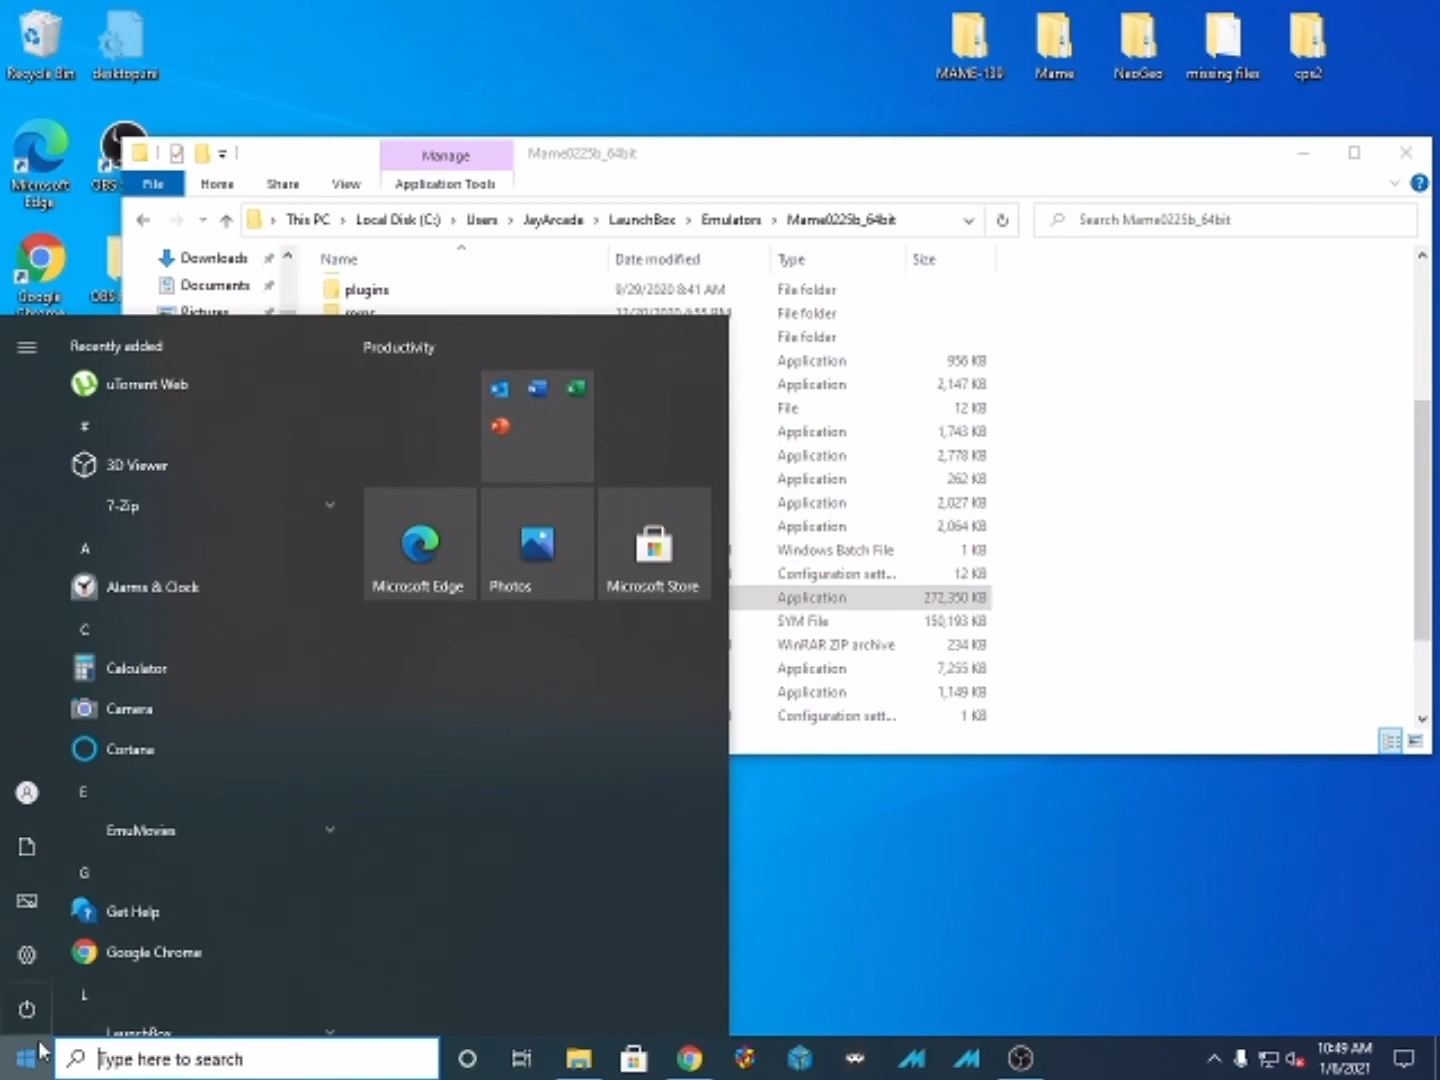 Recycle Bin
desktop.ini
MAME-139
Mame
NeoGeo
missing files
cps2
Microsoft Edge
OBS
Google
OBS
Manage
Mame0225b_64bit
File
Home
Share
View
Application Tools
This PC > Local Disk (C:) > Users > JayArcade > LaunchBox > Emulators > Mame0225b_64bit
Search Mame0225b_64bit
Downloads
Documents
Pictures
Name
Date modified
Type
Size
plugins
9/29/2020 8:41 AM
File folder
roms
File folder
File folder
Application
956 KB
Application
2,147 KB
File
12 KB
Application
1,743 KB
Application
2,778 KB
Application
262 KB
Application
2,027 KB
Application
2,064 KB
Windows Batch File
1 KB
Configuration sett...
12 KB
Application
272,350 KB
SYM File
150,193 KB
WinRAR ZIP archive
234 KB
Application
7,255 KB
Application
1,149 KB
Configuration sett...
1 KB
Recently added
uTorrent Web
#
3D Viewer
7-Zip
A
Alarms & Clock
C
Calculator
Camera
Cortana
E
EmuMovies
G
Get Help
Google Chrome
L
LaunchBox
Productivity
Microsoft Edge
Photos
Microsoft Store
Type here to search
10:49 AM
1/8/2021